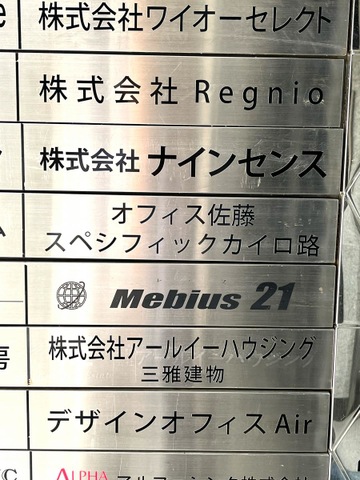 株式会社ワイオーセレクト
株式会社 Regnio
株式会社 ナインセンス
オフィス佐藤
スペシフィックカイロ路
Mebius 21
株式会社アールイーハウジング
三雅建物
デザインオフィス Air
ALPHA